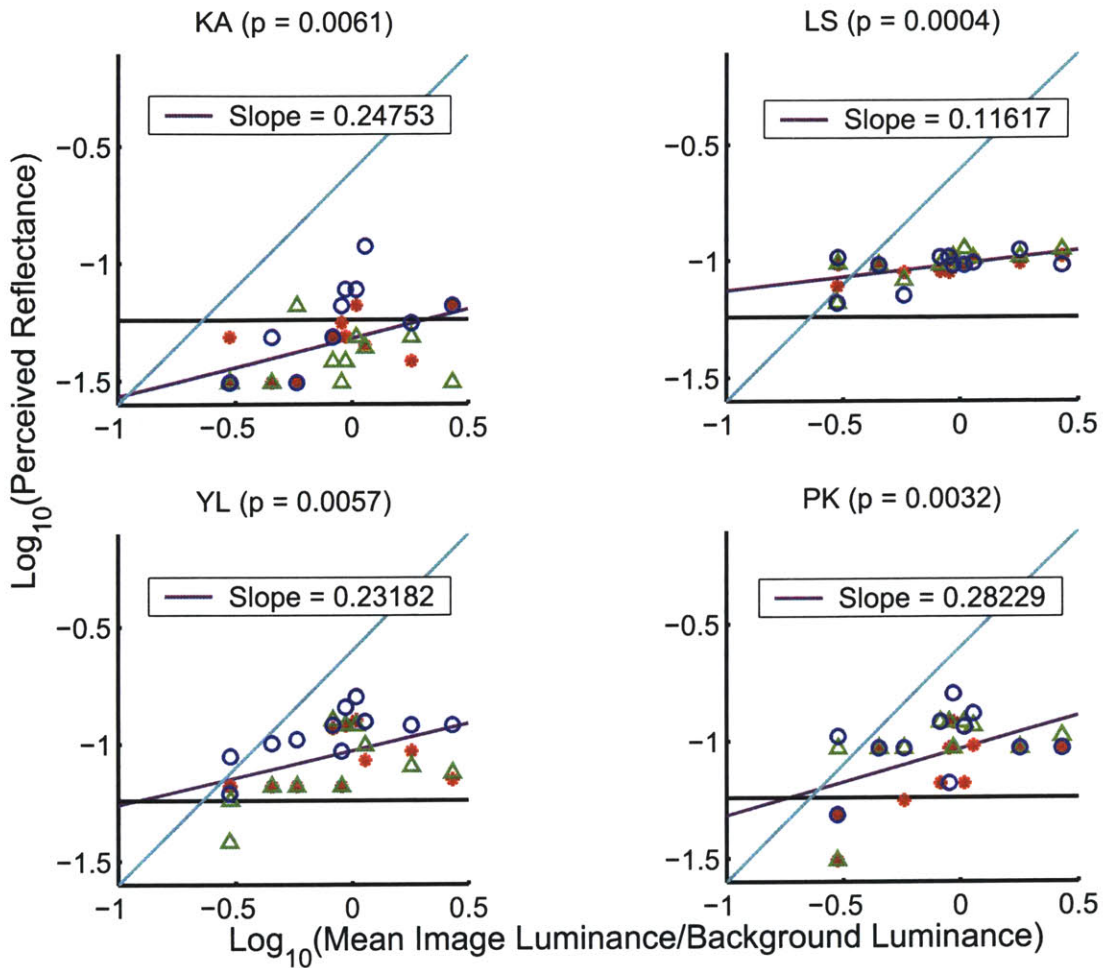 KA (p = 0.0061)
LS (p = 0.0004)
Slope = 0.24753
Slope = 0.11617
−0.5
−1
−1.5
−1
−0.5
0
0.5
−0.5
−1
−1.5
−1
−0.5
0
0.5
YL (p = 0.0057)
PK (p = 0.0032)
Slope = 0.23182
Slope = 0.28229
−0.5
−1
−1.5
−1
−0.5
0
0.5
−0.5
−1
−1.5
−1
−0.5
0
0.5
Log10(Perceived Reflectance)
Log10(Mean Image Luminance/Background Luminance)